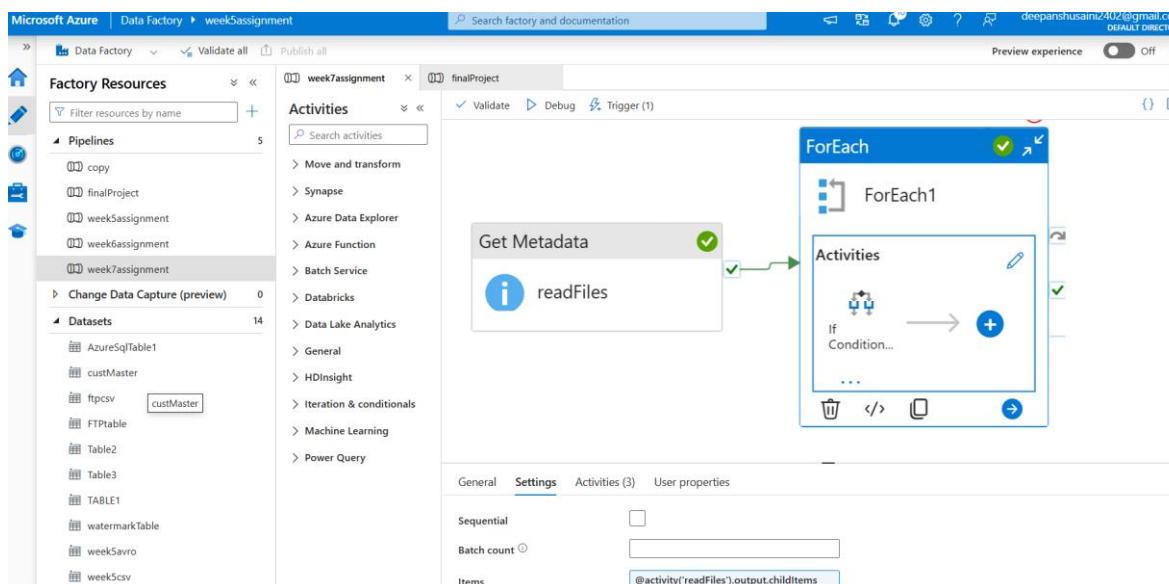 Microsoft Azure | Data Factory ▸ week5assignment
Search factory and documentation
deepanshusaini2402@gmail.c
DEFAULT DIRECT
Data Factory
Validate all
Publish all
Preview experience
Off
Factory Resources
Filter resources by name
Pipelines 5
copy
finalProject
week5assignment
week6assignment
week7assignment
Change Data Capture (preview) 0
Datasets 14
AzureSqlTable1
custMaster
ftpcsv
custMaster
FTPtable
Table2
Table3
TABLE1
watermarkTable
week5avro
week5csv
week7assignment
finalProject
Activities
Search activities
Move and transform
Synapse
Azure Data Explorer
Azure Function
Batch Service
Databricks
Data Lake Analytics
General
HDInsight
Iteration & conditionals
Machine Learning
Power Query
Validate Debug Trigger (1)
Get Metadata
readFiles
ForEach
ForEach1
Activities
If
Condition...
...
General Settings Activities (3) User properties
Sequential
Batch count
Items
@activity('readFiles').output.childItems